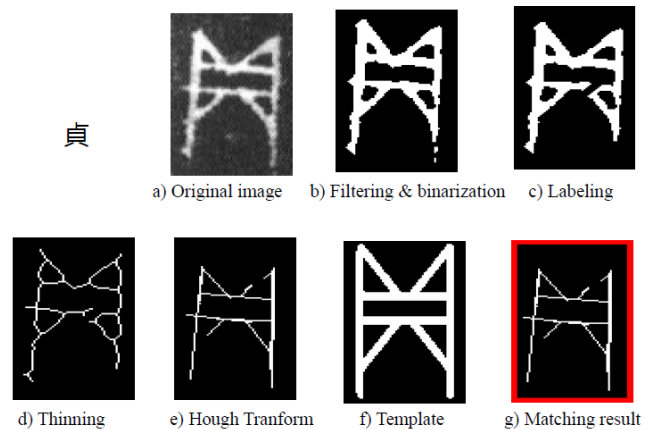 貞
a) Original image
b) Filtering & binarization
c) Labeling
d) Thinning
e) Hough Tranform
f) Template
g) Matching result